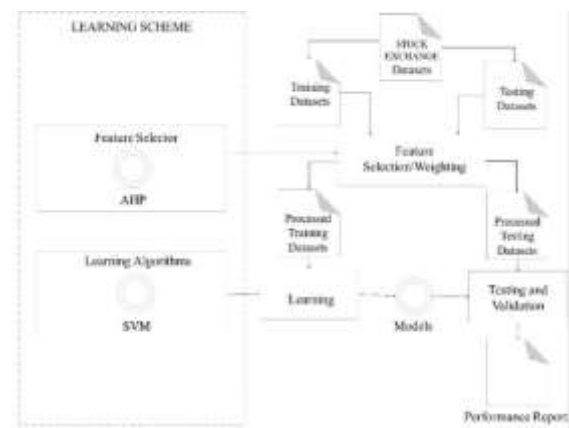 LEARNING SCHEME
STOCK
EXCHANGE
Datasets
Training
Datasets
Testing
Datasets
Feature Selector
AHP
Feature
Selection/Weighting
Processed
Training
Datasets
Processed
Testing
Datasets
Learning Algorithms
SVM
Learning
Models
Testing and
Validation
Performance Report